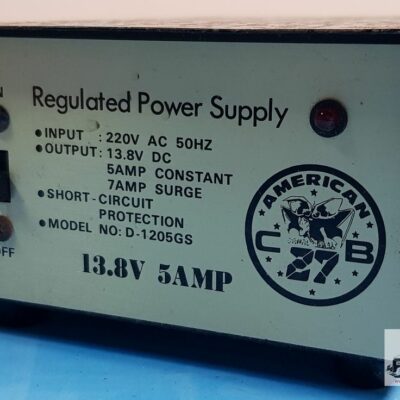 N
Regulated Power Supply
• INPUT : 220V AC 50HZ
• OUTPUT: 13.8V DC
5AMP CONSTANT
7AMP SURGE
• SHORT-CIRCUIT
PROTECTION
• MODEL NO: D-1205GS
OFF
13.8V 5AMP
AMERICAN
C B
27